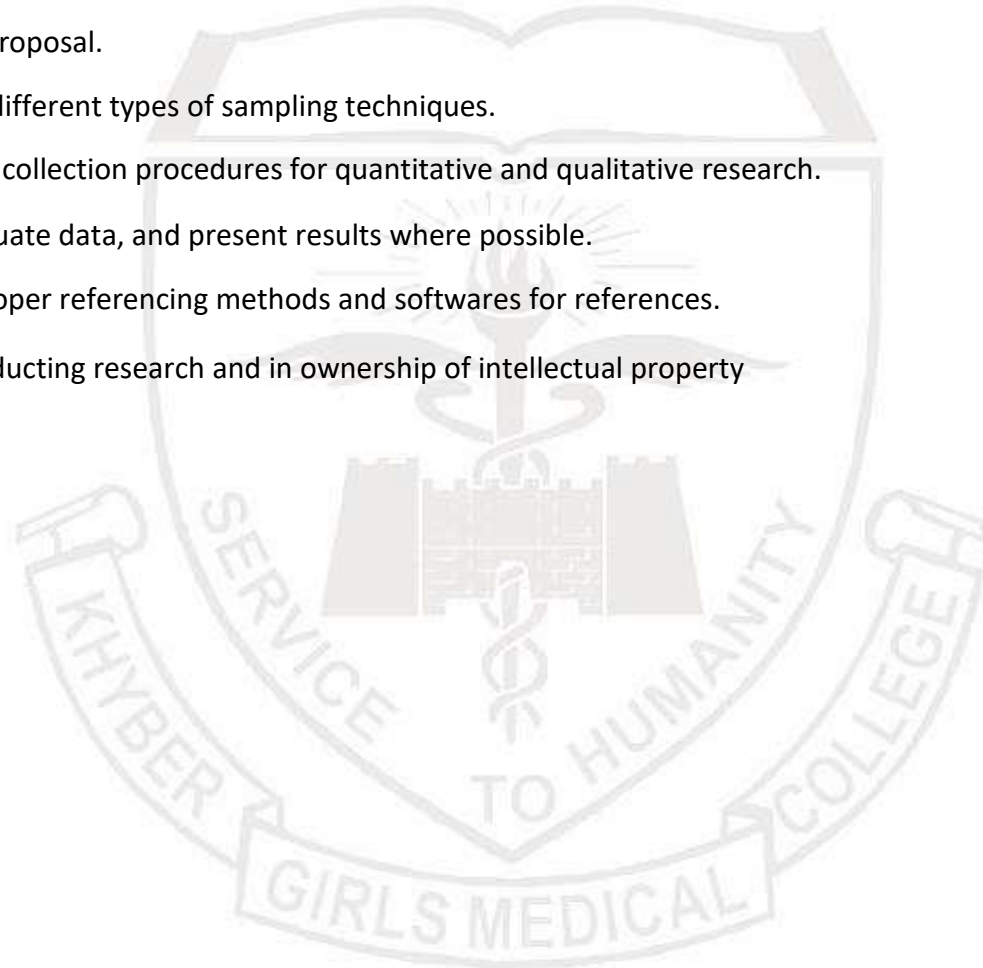 roposal.
ifferent types of sampling techniques.
collection procedures for quantitative and qualitative research.
uate data, and present results where possible.
oper referencing methods and softwares for references.
ducting research and in ownership of intellectual property
SERVICE TO HUMANITY
KHYBER GIRLS MEDICAL COLLEGE